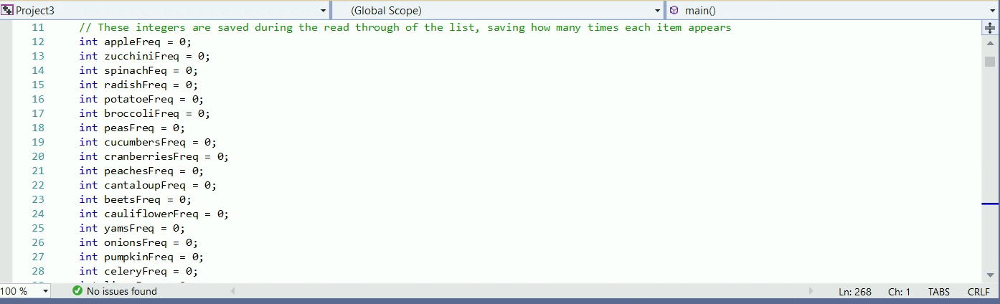 Project3 (Global Scope) main()
11 // These integers are saved during the read through of the list, saving how many times each item appears
12 int appleFreq = 0;
13 int zucchiniFreq = 0;
14 int spinachFeq = 0;
15 int radishFreq = 0;
16 int potatoeFreq = 0;
17 int broccoliFreq = 0;
18 int peasFreq = 0;
19 int cucumbersFreq = 0;
20 int cranberriesFreq = 0;
21 int peachesFreq = 0;
22 int cantaloupFreq = 0;
23 int beetsFreq = 0;
24 int cauliflowerFreq = 0;
25 int yamsFreq = 0;
26 int onionsFreq = 0;
27 int pumpkinFreq = 0;
28 int celeryFreq = 0;
100 % No issues found Ln: 268 Ch: 1 TABS CRLF